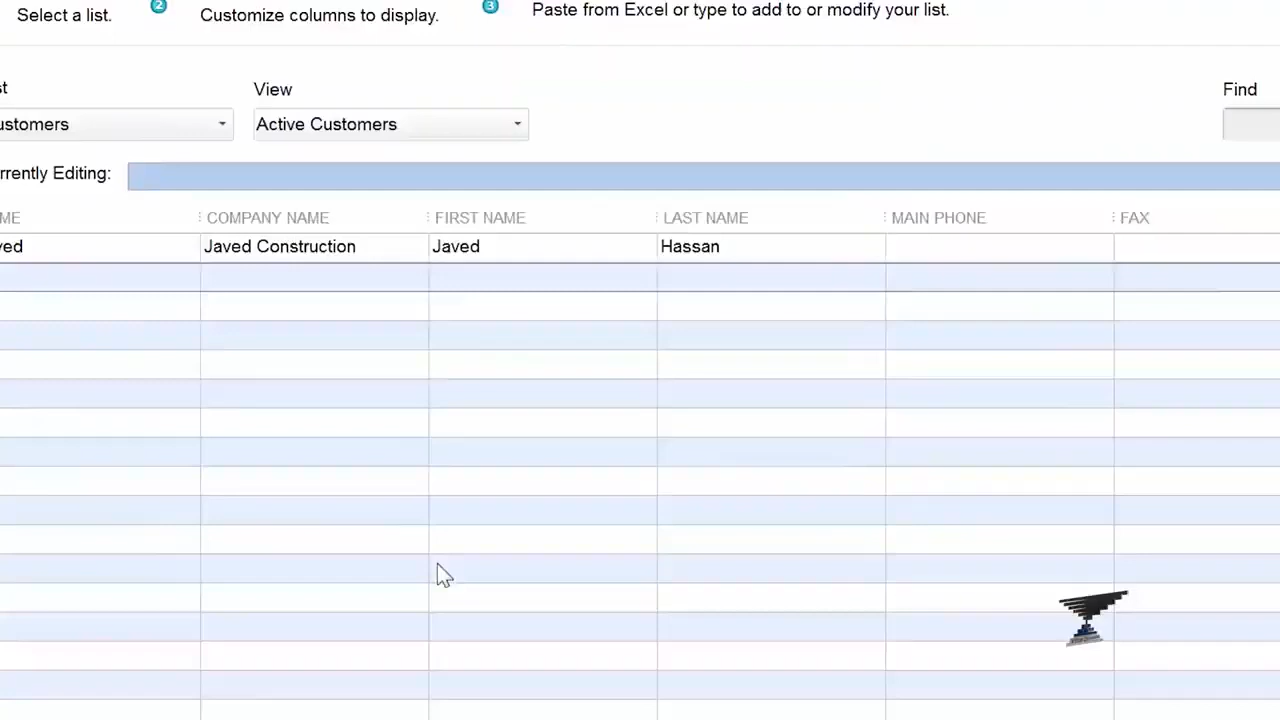 Select a list. 2 Customize columns to display. 3 Paste from Excel or type to add to or modify your list.
st View Find
ustomers Active Customers
rrently Editing:
ME COMPANY NAME FIRST NAME LAST NAME MAIN PHONE FAX
ved Javed Construction Javed Hassan